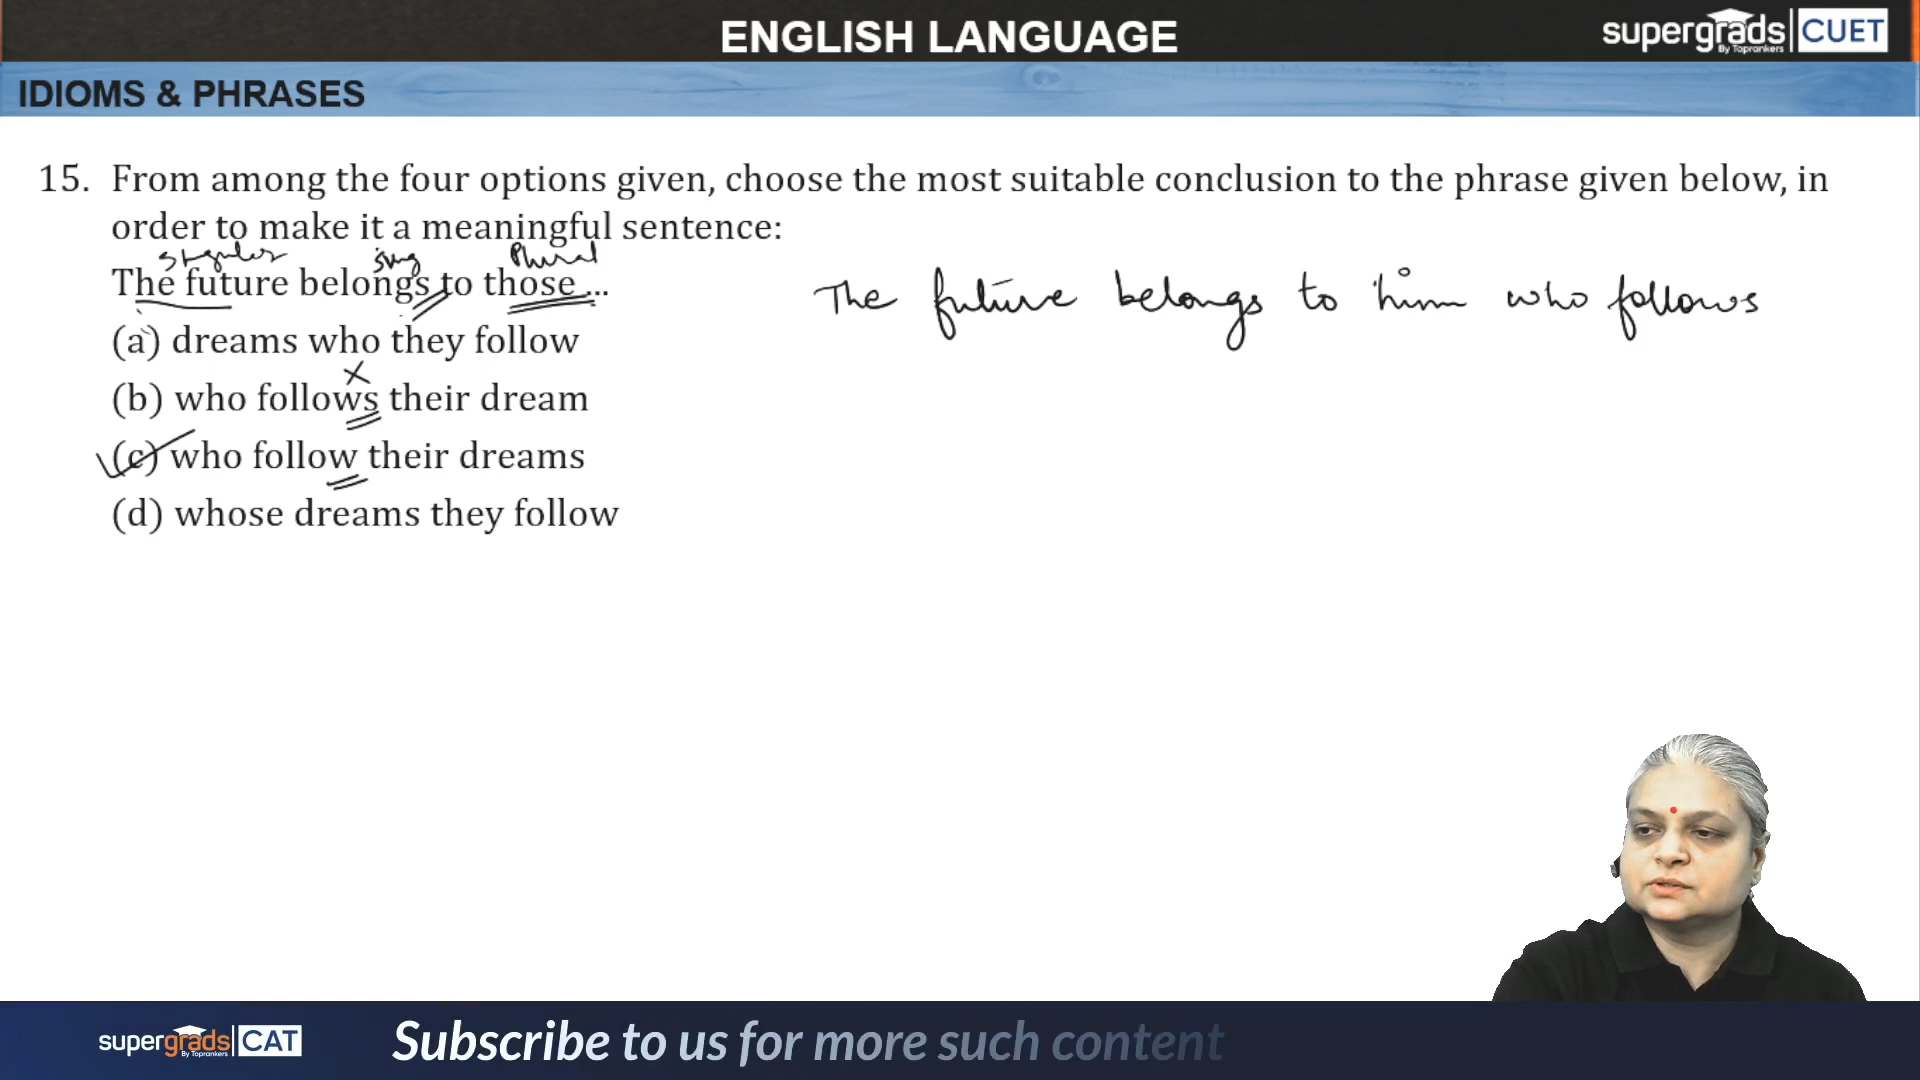 ENGLISH LANGUAGE
supergrads By Toprankers CUET
IDIOMS & PHRASES
15. From among the four options given, choose the most suitable conclusion to the phrase given below, in
order to make it a meaningful sentence:
singular sing Plural
The future belongs to those ...
The future belongs to him who follows
(a) dreams who they follow
x
(b) who follows their dream
(c) who follow their dreams
(d) whose dreams they follow
supergrads By Toprankers CAT
Subscribe to us for more such content